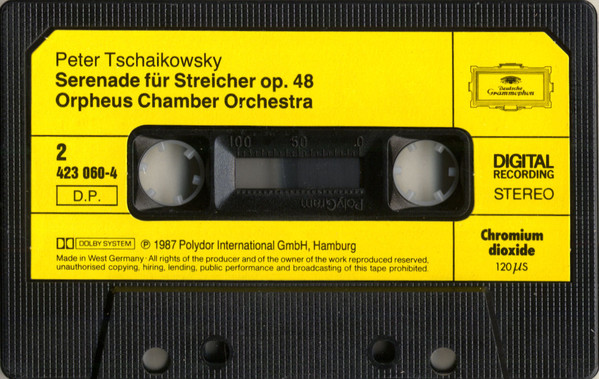 Peter Tschaikowsky
Serenade für Streicher op. 48
Orpheus Chamber Orchestra
Deutsche
Grammophon
2
423 060-4
D.P.
100 50 0
PolyGram
DIGITAL
RECORDING
STEREO
DOLBY SYSTEM ℗ 1987 Polydor International GmbH, Hamburg
Made in West Germany · All rights of the producer and of the owner of the work reproduced reserved,
unauthorised copying, hiring, lending, public performance and broadcasting of this tape prohibited.
Chromium
dioxide
120 µs